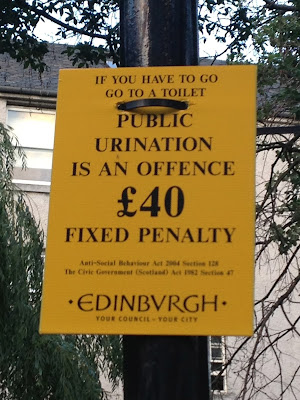 IF YOU HAVE TO GO
GO TO A TOILET
PUBLIC
URINATION
IS AN OFFENCE
£40
FIXED PENALTY
Anti-Social Behaviour Act 2004 Section 128
The Civic Government (Scotland) Act 1982 Section 47
·EDINBVRGH·
YOUR COUNCIL – YOUR CITY